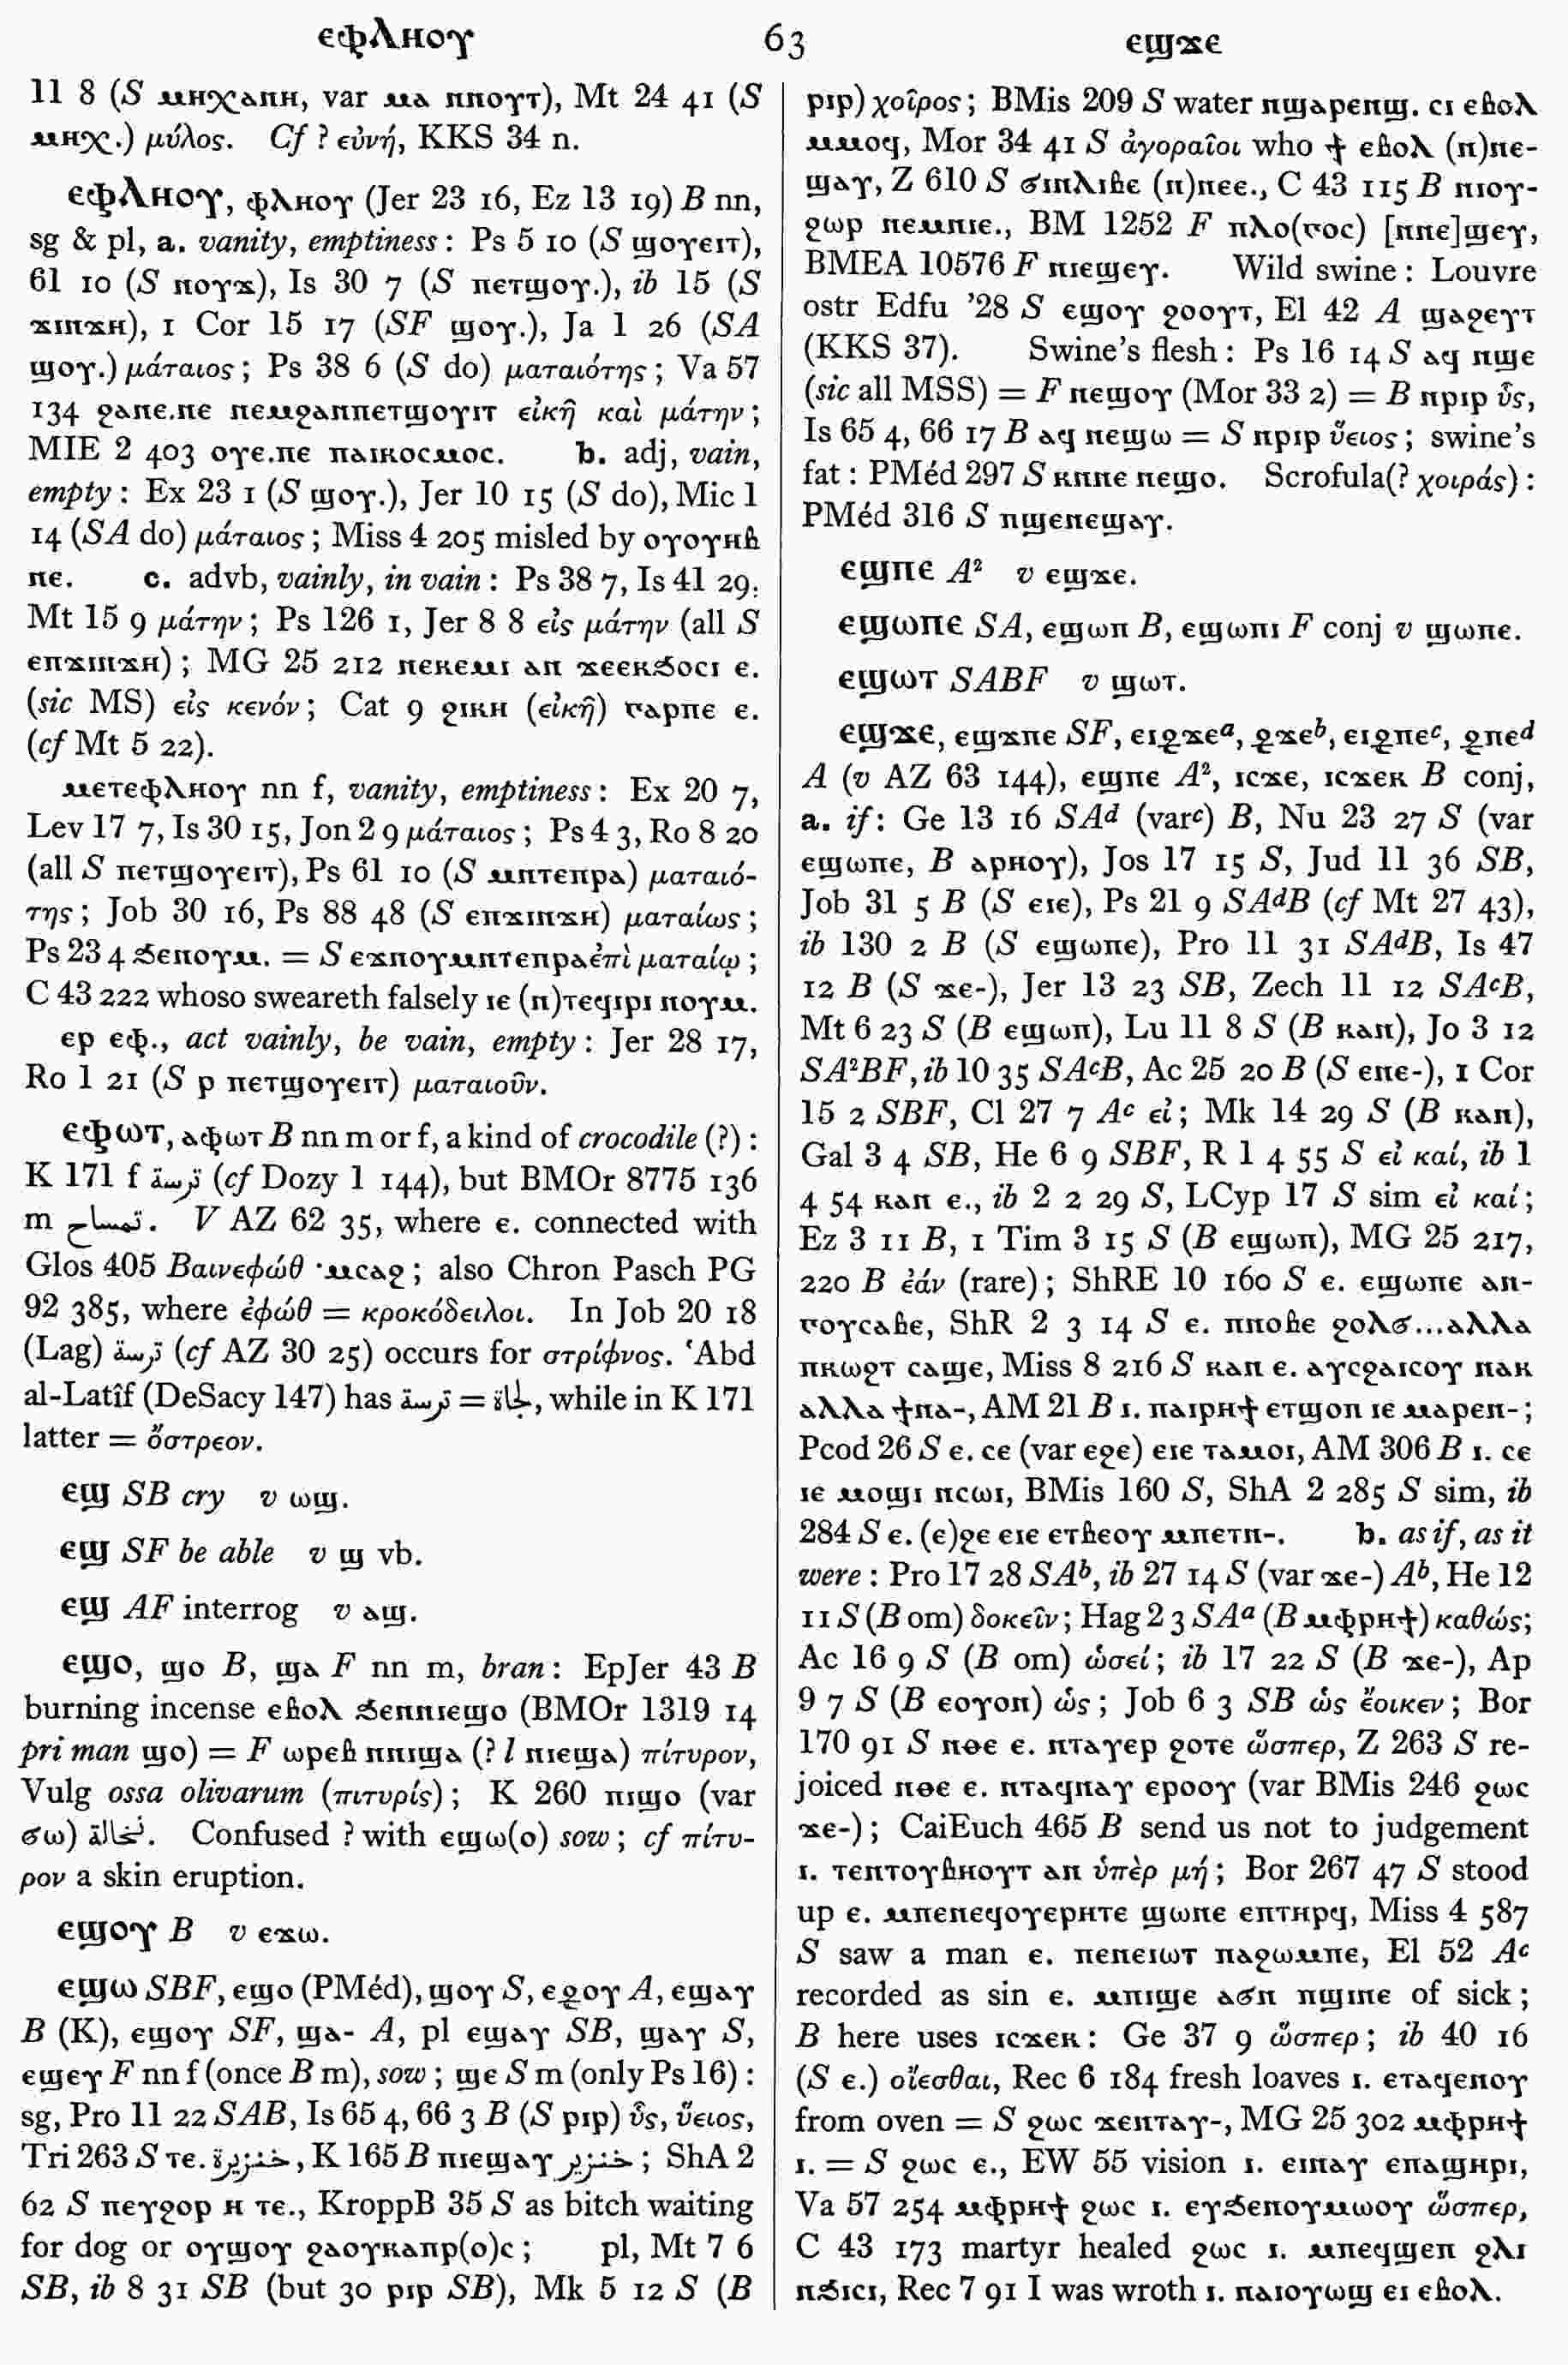 ⲉⲫⲗⲏⲟⲩ 63 ⲉϣϫⲉ
11 8 (S ⲙⲏⲭⲁⲛⲏ, var ⲙⲁ ⲛⲛⲟⲩⲧ), Mt 24 41 (S
ⲙⲏⲭ.) μύλος. Cf ? εὐνή, KKS 34 n.
ⲉⲫⲗⲏⲟⲩ, ⲫⲗⲏⲟⲩ (Jer 23 16, Ez 13 19) B nn,
sg & pl, a. vanity, emptiness: Ps 5 10 (S ϣⲟⲩⲉⲓⲧ),
61 10 (S ⲛⲟⲩϫ), Is 30 7 (S ⲡⲉⲧϣⲟⲩ.), ib 15 (S
ϫⲓⲛϫⲏ), 1 Cor 15 17 (SF ϣⲟⲩ.), Ja 1 26 (SA
ϣⲟⲩ.) μάταιος; Ps 38 6 (S do) ματαιότης; Va 57
134 ϩⲁⲛⲉ.ⲛⲉ ⲛⲉⲙϩⲁⲛⲡⲉⲧϣⲟⲩⲓⲧ εἰκῇ καὶ μάτην;
MIE 2 403 ⲟⲩⲉ.ⲡⲉ ⲡⲁⲓⲕⲟⲥⲙⲟⲥ. b. adj, vain,
empty: Ex 23 1 (S ϣⲟⲩ.), Jer 10 15 (S do), Mic 1
14 (SA do) μάταιος; Miss 4 205 misled by ⲟⲩⲟⲩⲏⲃ
ⲛⲉ. c. advb, vainly, in vain: Ps 38 7, Is 41 29.
Mt 15 9 μάτην; Ps 126 1, Jer 8 8 εἰς μάτην (all S
ⲉⲡϫⲓⲛϫⲏ); MG 25 212 ⲛⲉⲕⲉⲙⲓ ⲁⲛ ϫⲉⲉⲕϧⲟⲥⲓ ⲉ.
(sic MS) εἰς κενόν; Cat 9 ϩⲓⲕⲏ (εἰκῇ) ⲅⲁⲣⲡⲉ ⲉ.
(cf Mt 5 22).
ⲙⲉⲧⲉⲫⲗⲏⲟⲩ nn f, vanity, emptiness: Ex 20 7,
Lev 17 7, Is 30 15, Jon 2 9 μάταιος; Ps 4 3, Ro 8 20
(all S ⲡⲉⲧϣⲟⲩⲉⲓⲧ), Ps 61 10 (S ⲙⲛⲧⲉⲡⲣⲁ) ματαιό-
της; Job 30 16, Ps 88 48 (S ⲉⲡϫⲓⲛϫⲏ) ματαίως;
Ps 23 4 ϧⲉⲛⲟⲩⲙ. = S ⲉϫⲛⲟⲩⲙⲛⲧⲉⲡⲣⲁ ἐπὶ ματαίῳ;
C 43 222 whoso sweareth falsely ⲓⲉ (ⲛ)ⲧⲉϥⲓⲣⲓ ⲛⲟⲩⲙ.
ⲉⲣ ⲉⲫ., act vainly, be vain, empty: Jer 28 17,
Ro 1 21 (S ⲣ ⲡⲉⲧϣⲟⲩⲉⲓⲧ) ματαιοῦν.
ⲉⲫⲱⲧ, ⲁⲫⲱⲧ B nn m or f, a kind of crocodile (?):
K 171 f ترسة (cf Dozy 1 144), but BMOr 8775 136
m تمساح. V AZ 62 35, where ⲉ. connected with
Glos 405 Βαινεφώθ ·ⲙⲥⲁϩ; also Chron Pasch PG
92 385, where ἐφώθ = κροκόδειλοι. In Job 20 18
(Lag) ترسة (cf AZ 30 25) occurs for στρίφνος. ‘Abd
al-Latîf (DeSacy 147) has ترسة = لجاة, while in K 171
latter = ὄστρεον.
ⲉϣ SB cry v ⲱϣ.
ⲉϣ SF be able v ϣ vb.
ⲉϣ AF interrog v ⲁϣ.
ⲉϣⲟ, ϣⲟ B, ϣⲁ F nn m, bran: EpJer 43 B
burning incense ⲉⲃⲟⲗ ϧⲉⲛⲛⲓⲉϣⲟ (BMOr 1319 14
pri man ϣⲟ) = F ⲱⲣⲉⲃ ⲛⲛⲓϣⲁ (? l ⲛⲓⲉϣⲁ) πίτυρον,
Vulg ossa olivarum (πιτυρίς); K 260 ⲡⲓϣⲟ (var
ϭⲱ) نخالة. Confused ? with ⲉϣⲱ(ⲟ) sow; cf πίτυ-
ρον a skin eruption.
ⲉϣⲟⲩ B v ⲉϫⲱ.
ⲉϣⲱ SBF, ⲉϣⲟ (PMéd), ϣⲟⲩ S, ⲉϩⲟⲩ A, ⲉϣⲁⲩ
B (K), ⲉϣⲟⲩ SF, ϣⲁ- A, pl ⲉϣⲁⲩ SB, ϣⲁⲩ S,
ⲉϣⲉⲩ F nn f (once B m), sow; ϣⲉ S m (only Ps 16):
sg, Pro 11 22 SAB, Is 65 4, 66 3 B (S ⲣⲓⲣ) ὗς, ὕειος,
Tri 263 S ⲧⲉ. خنزيرة, K 165 B ⲡⲓⲉϣⲁⲩ خنزير; ShA 2
62 S ⲡⲉⲩϩⲟⲣ ⲏ ⲧⲉ., KroppB 35 S as bitch waiting
for dog or ⲟⲩϣⲟⲩ ϩⲁⲟⲩⲕⲁⲡⲣ(ⲟ)ⲥ; pl, Mt 7 6
SB, ib 8 31 SB (but 30 ⲣⲓⲣ SB), Mk 5 12 S (B
ⲣⲓⲣ) χοῖρος; BMis 209 S water ⲛϣⲁⲣⲉⲛϣ. ⲥⲓ ⲉⲃⲟⲗ
ⲙⲙⲟϥ, Mor 34 41 S ἀγοραῖοι who ϯ ⲉⲃⲟⲗ (ⲛ)ⲛⲉ-
ϣⲁⲩ, Z 610 S ϭⲓⲛⲗⲓⲃⲉ (ⲛ)ⲛⲉⲉ., C 43 115 B ⲛⲓⲟⲩ-
ϩⲱⲣ ⲛⲉⲙⲛⲓⲉ., BM 1252 F ⲡⲗⲟ(ⲅⲟⲥ) [ⲛⲛⲉ]ϣⲉⲩ,
BMEA 10576 F ⲛⲓⲉϣⲉⲩ. Wild swine: Louvre
ostr Edfu ’28 S ⲉϣⲟⲩ ϩⲟⲟⲩⲧ, El 42 A ϣⲁϩⲉⲩⲧ
(KKS 37). Swine’s flesh: Ps 16 14 S ⲁϥ ⲛϣⲉ
(sic all MSS) = F ⲛⲉϣⲟⲩ (Mor 33 2) = B ⲛⲣⲓⲣ ὗς,
Is 65 4, 66 17 B ⲁϥ ⲛⲉϣⲱ = S ⲛⲣⲓⲣ ὕειος; swine’s
fat: PMéd 297 S ⲕⲛⲛⲉ ⲛⲉϣⲟ. Scrofula(? χοιράς):
PMéd 316 S ⲛϣⲉⲛⲉϣⲁⲩ.
ⲉϣⲡⲉ A² v ⲉϣϫⲉ.
ⲉϣⲱⲡⲉ SA, ⲉϣⲱⲡ B, ⲉϣⲱⲡⲓ F conj v ϣⲱⲡⲉ.
ⲉϣⲱⲧ SABF v ϣⲱⲧ.
ⲉϣϫⲉ, ⲉϣϫⲡⲉ SF, ⲉⲓϩϫⲉᵃ, ϩϫⲉᵇ, ⲉⲓϩⲡⲉᶜ, ϩⲡⲉᵈ
A (v AZ 63 144), ⲉϣⲡⲉ A², ⲓⲥϫⲉ, ⲓⲥϫⲉⲕ B conj,
a. if: Ge 13 16 SAᵈ (varᶜ) B, Nu 23 27 S (var
ⲉϣⲱⲡⲉ, B ⲁⲣⲏⲟⲩ), Jos 17 15 S, Jud 11 36 SB,
Job 31 5 B (S ⲉⲓⲉ), Ps 21 9 SAᵈB (cf Mt 27 43),
ib 130 2 B (S ⲉϣⲱⲡⲉ), Pro 11 31 SAᵈB, Is 47
12 B (S ϫⲉ-), Jer 13 23 SB, Zech 11 12 SAᶜB,
Mt 6 23 S (B ⲉϣⲱⲡ), Lu 11 8 S (B ⲕⲁⲛ), Jo 3 12
SA²BF, ib 10 35 SAᶜB, Ac 25 20 B (S ⲉⲛⲉ-), 1 Cor
15 2 SBF, Cl 27 7 Aᶜ εἰ; Mk 14 29 S (B ⲕⲁⲛ),
Gal 3 4 SB, He 6 9 SBF, R 1 4 55 S εἰ καί, ib 1
4 54 ⲕⲁⲛ ⲉ., ib 2 2 29 S, LCyp 17 S sim εἰ καί;
Ez 3 11 B, 1 Tim 3 15 S (B ⲉϣⲱⲡ), MG 25 217,
220 B ἐάν (rare); ShRE 10 160 S ⲉ. ⲉϣⲱⲡⲉ ⲁⲛ-
ⲅⲟⲩⲥⲁⲃⲉ, ShR 2 3 14 S ⲉ. ⲡⲛⲟⲃⲉ ϩⲟⲗϭ...ⲁⲗⲗⲁ
ⲡⲕⲱϩⲧ ⲥⲁϣⲉ, Miss 8 216 S ⲕⲁⲛ ⲉ. ⲁⲩⲥϩⲁⲓⲥⲟⲩ ⲛⲁⲕ
ⲁⲗⲗⲁ ϯⲛⲁ-, AM 21 B ⲓ. ⲡⲁⲓⲣⲏϯ ⲉⲧϣⲟⲡ ⲓⲉ ⲙⲁⲣⲉⲛ-;
Pcod 26 S ⲉ. ⲥⲉ (var ⲉϩⲉ) ⲉⲓⲉ ⲧⲁⲙⲟⲓ, AM 306 B ⲓ. ⲥⲉ
ⲓⲉ ⲙⲟϣⲓ ⲛⲥⲱⲓ, BMis 160 S, ShA 2 285 S sim, ib
284 S ⲉ. (ⲉ)ϩⲉ ⲉⲓⲉ ⲉⲧⲃⲉⲟⲩ ⲙⲡⲉⲧⲛ-. b. as if, as it
were: Pro 17 28 SAᵇ, ib 27 14 S (var ϫⲉ-) Aᵇ, He 12
11 S (B om) δοκεῖν; Hag 2 3 SAᵃ (B ⲙⲫⲣⲏϯ) καθώς;
Ac 16 9 S (B om) ὡσεί; ib 17 22 S (B ϫⲉ-), Ap
9 7 S (B ⲉⲟⲩⲟⲛ) ὡς; Job 6 3 SB ὡς ἔοικεν; Bor
170 91 S ⲛⲑⲉ ⲉ. ⲛⲧⲁⲩⲉⲣ ϩⲟⲧⲉ ὥσπερ, Z 263 S re-
joiced ⲛⲑⲉ ⲉ. ⲛⲧⲁϥⲛⲁⲩ ⲉⲣⲟⲟⲩ (var BMis 246 ϩⲱⲥ
ϫⲉ-); CaiEuch 465 B send us not to judgement
ⲓ. ⲧⲉⲛⲧⲟⲩⲃⲏⲟⲩⲧ ⲁⲛ ὑπὲρ μή; Bor 267 47 S stood
up ⲉ. ⲙⲡⲉⲛⲉϥⲟⲩⲉⲣⲏⲧⲉ ϣⲱⲛⲉ ⲉⲡⲧⲏⲣϥ, Miss 4 587
S saw a man ⲉ. ⲡⲉⲛⲉⲓⲱⲧ ⲡⲁϩⲱⲙⲡⲉ, El 52 Aᶜ
recorded as sin ⲉ. ⲙⲡⲓϣⲉ ⲁϭⲛ ⲡϣⲓⲛⲉ of sick;
B here uses ⲓⲥϫⲉⲕ: Ge 37 9 ὥσπερ; ib 40 16
(S ⲉ.) οἴεσθαι, Rec 6 184 fresh loaves ⲓ. ⲉⲧⲁϥⲉⲛⲟⲩ
from oven = S ϩⲱⲥ ϫⲉⲛⲧⲁⲩ-, MG 25 302 ⲙⲫⲣⲏϯ
ⲓ. = S ϩⲱⲥ ⲉ., EW 55 vision ⲓ. ⲉⲓⲛⲁⲩ ⲉⲡⲁϣⲏⲣⲓ,
Va 57 254 ⲙⲫⲣⲏϯ ϩⲱⲥ ⲓ. ⲉⲩϧⲉⲛⲟⲩⲙⲱⲟⲩ ὥσπερ,
C 43 173 martyr healed ϩⲱⲥ ⲓ. ⲙⲡⲉϥϣⲉⲡ ϩⲗⲓ
ⲛϧⲓⲥⲓ, Rec 7 91 I was wroth ⲓ. ⲛⲁⲓⲟⲩⲱϣ ⲉⲓ ⲉⲃⲟⲗ.